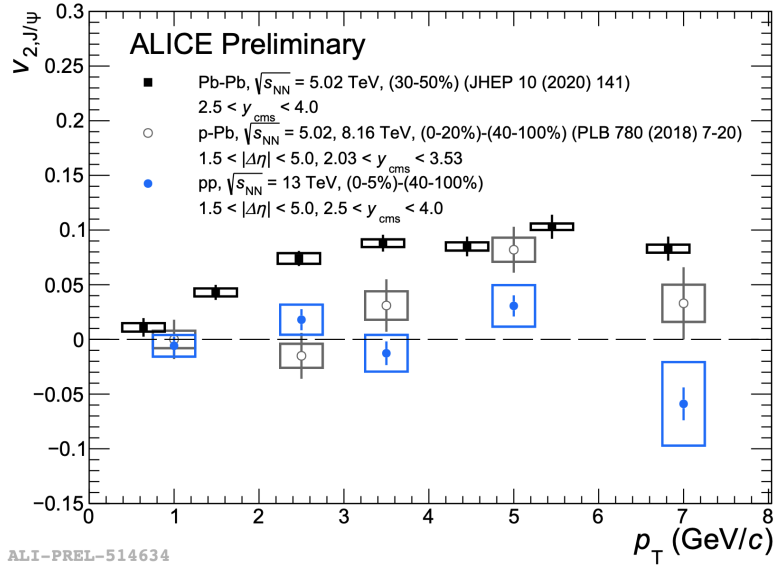 v2,J/ψ
0.3
ALICE Preliminary
0.25
Pb-Pb, √sNN = 5.02 TeV, (30-50%) (JHEP 10 (2020) 141)
2.5 < ycms < 4.0
0.2
p-Pb, √sNN = 5.02, 8.16 TeV, (0-20%)-(40-100%) (PLB 780 (2018) 7-20)
1.5 < |Δη| < 5.0, 2.03 < ycms < 3.53
0.15
pp, √sNN = 13 TeV, (0-5%)-(40-100%)
1.5 < |Δη| < 5.0, 2.5 < ycms < 4.0
0.1
0.05
0
−0.05
−0.1
−0.15
0 1 2 3 4 5 6 7 8
pT (GeV/c)
ALI-PREL-514634